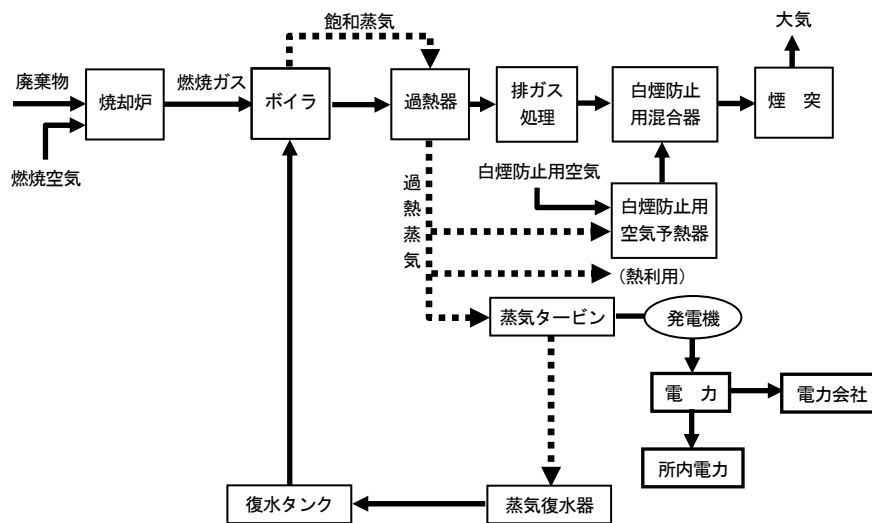 飽和蒸気
大気
廃棄物
焼却炉
燃焼ガス
ボイラ
過熱器
排ガス
処理
白煙防止
用混合器
煙　突
燃焼空気
過熱蒸気
白煙防止用空気
白煙防止用
空気予熱器
(熱利用)
蒸気タービン
発電機
電　力
電力会社
所内電力
復水タンク
蒸気復水器